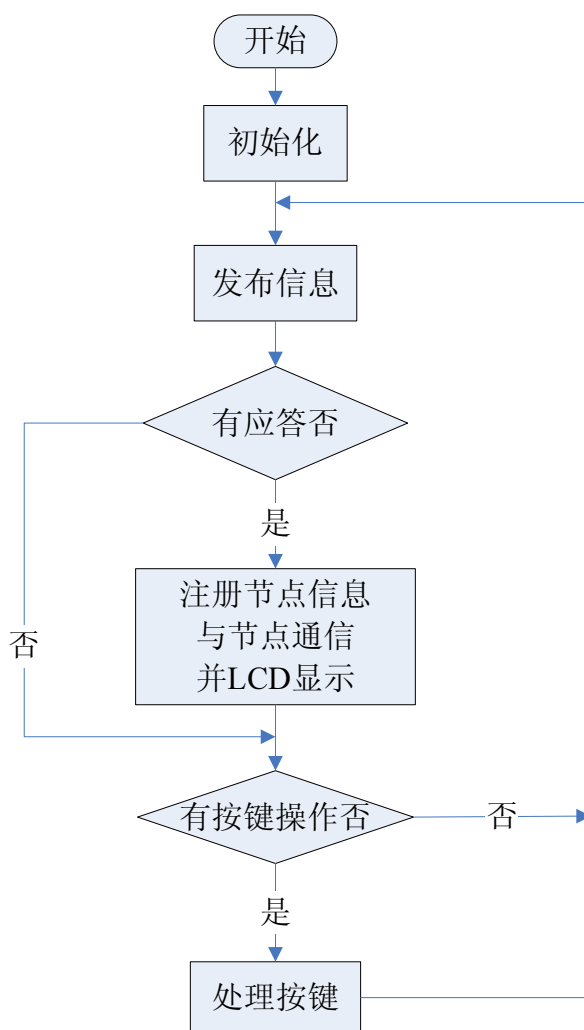 开始
初始化
发布信息
有应答否
是
注册节点信息
与节点通信
并LCD显示
否
有按键操作否
否
是
处理按键